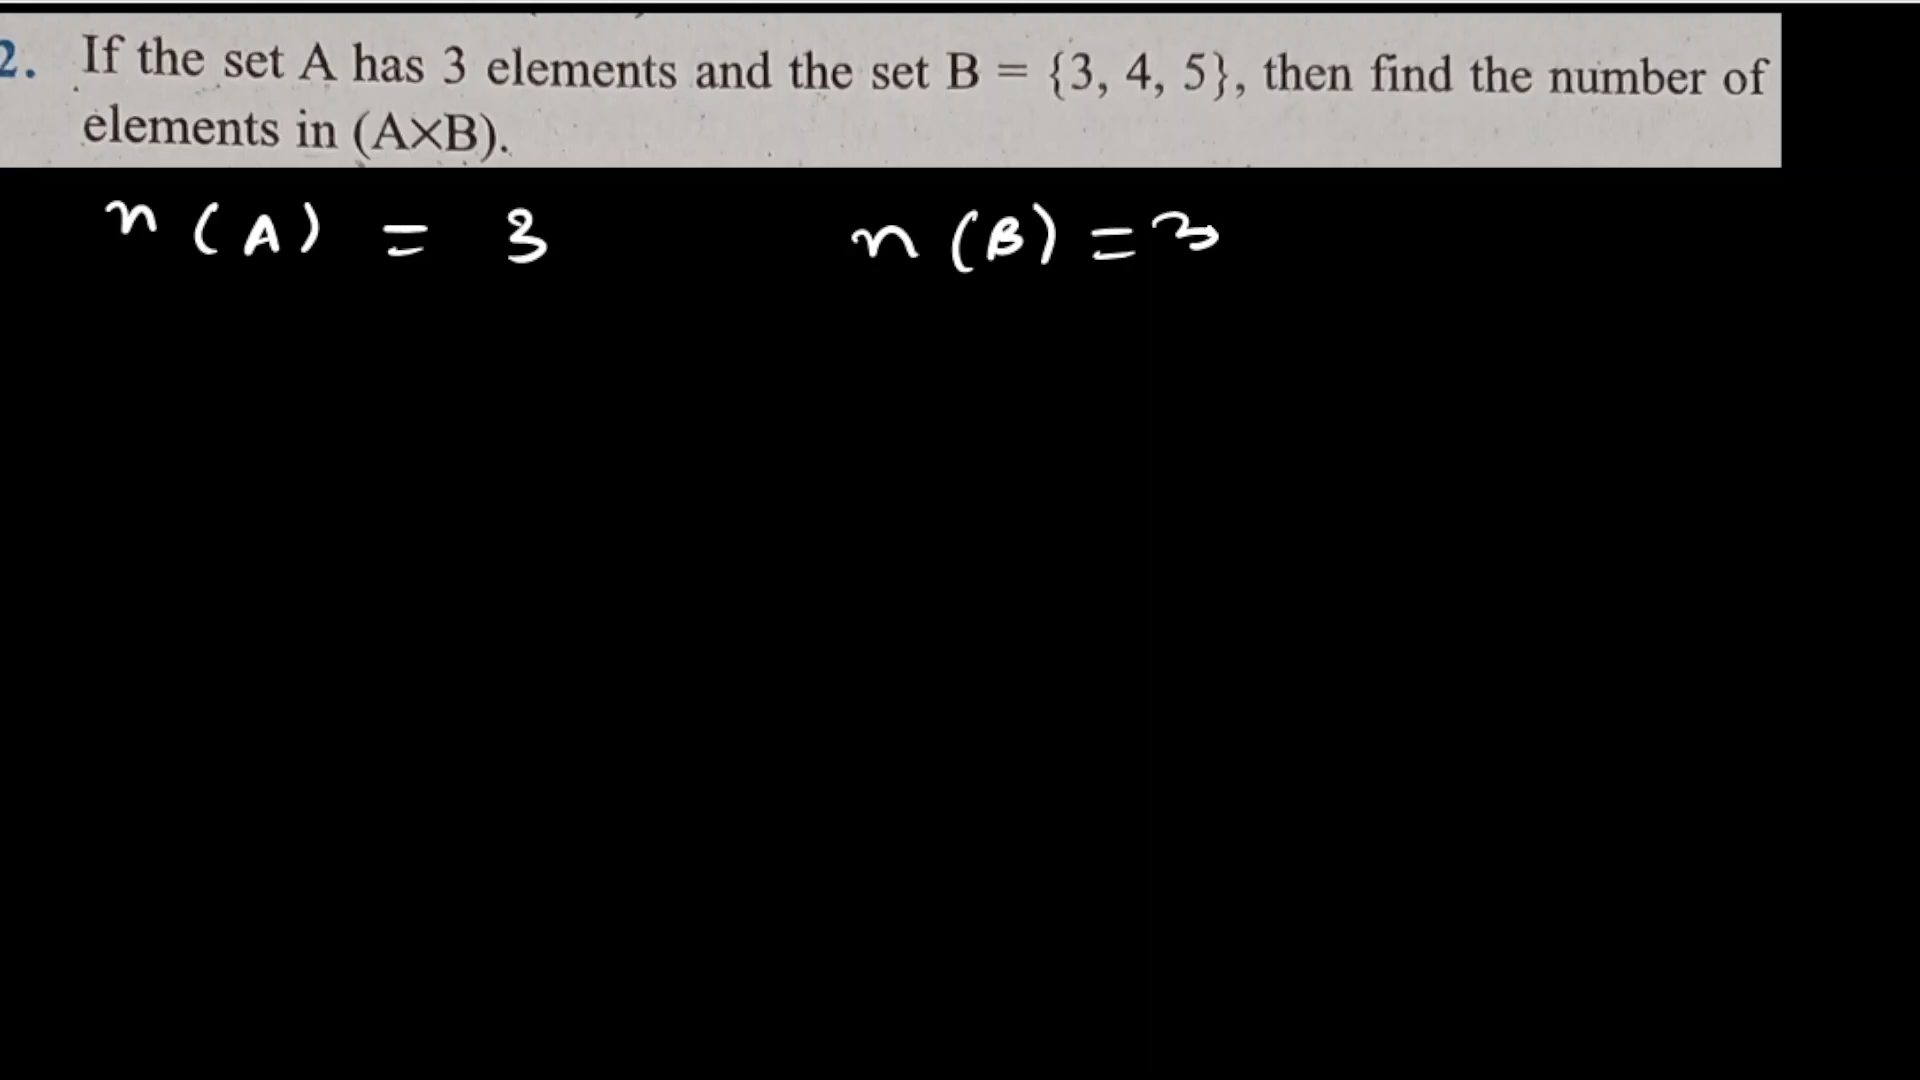 2. If the set A has 3 elements and the set B = {3, 4, 5}, then find the number of
elements in (A×B).
n (A) = 3 n (B) = 3